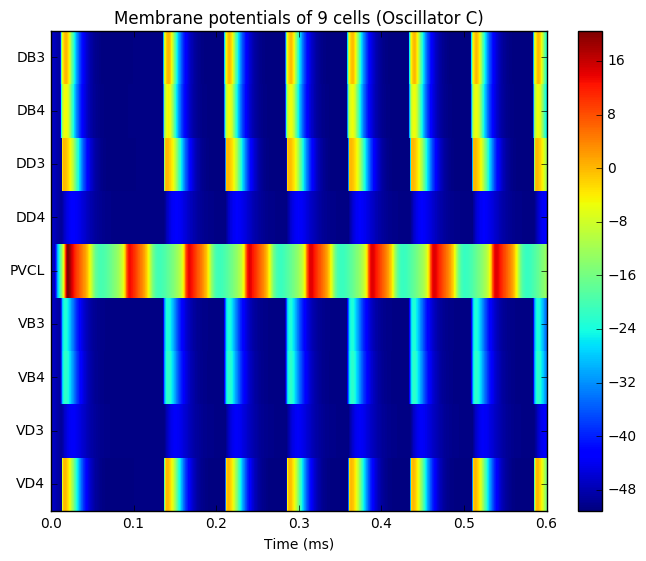 Membrane potentials of 9 cells (Oscillator C)
DB3
DB4
DD3
DD4
PVCL
VB3
VB4
VD3
VD4
0.0 0.1 0.2 0.3 0.4 0.5 0.6
Time (ms)
16
8
0
−8
−16
−24
−32
−40
−48